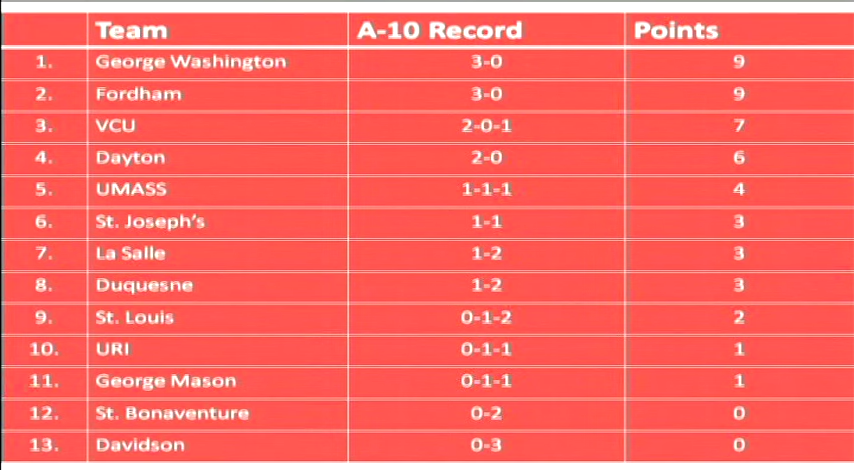 Team A-10 Record Points
1. George Washington 3-0 9
2. Fordham 3-0 9
3. VCU 2-0-1 7
4. Dayton 2-0 6
5. UMASS 1-1-1 4
6. St. Joseph's 1-1 3
7. La Salle 1-2 3
8. Duquesne 1-2 3
9. St. Louis 0-1-2 2
10. URI 0-1-1 1
11. George Mason 0-1-1 1
12. St. Bonaventure 0-2 0
13. Davidson 0-3 0